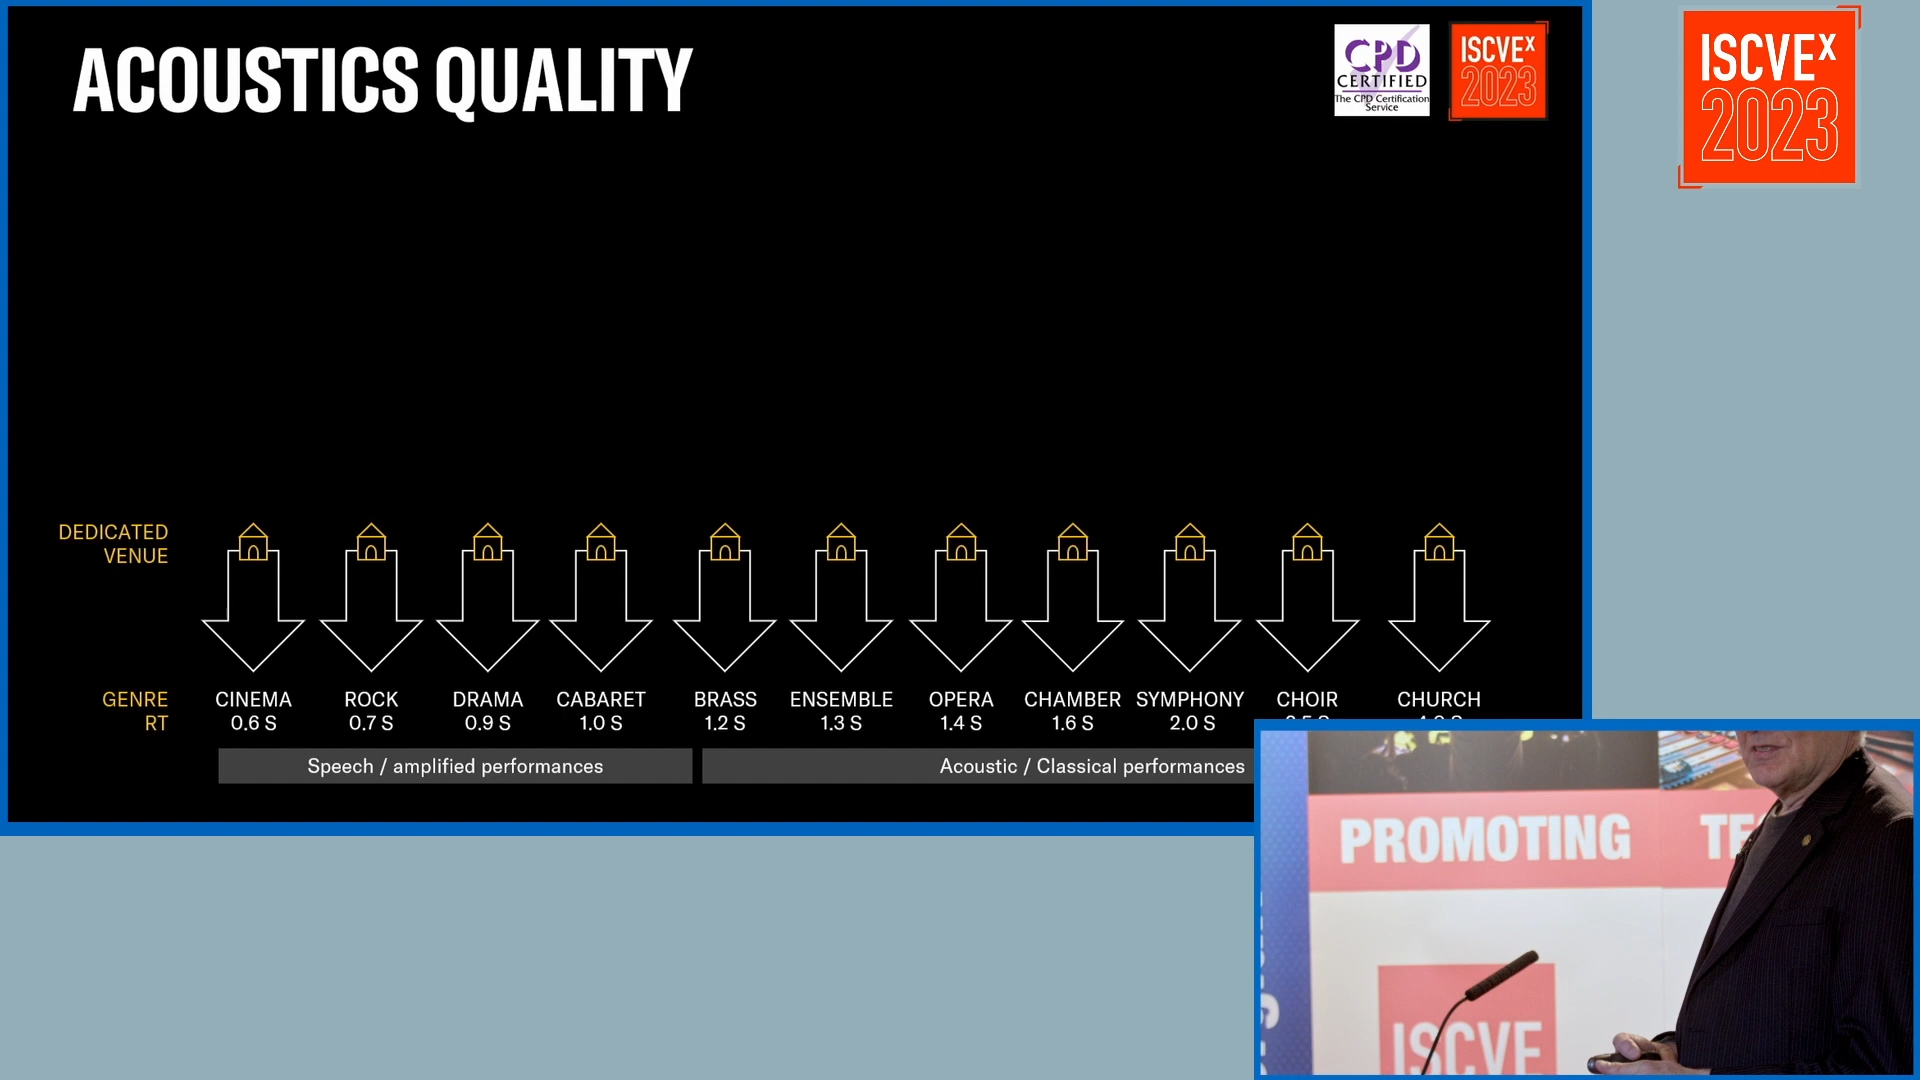 ACOUSTICS QUALITY
CPD
CERTIFIED
The CPD Certification
Service
ISCVEx
2023
ISCVEx
2023
DEDICATED
VENUE
GENRE
RT
CINEMA
0.6 S
ROCK
0.7 S
DRAMA
0.9 S
CABARET
1.0 S
BRASS
1.2 S
ENSEMBLE
1.3 S
OPERA
1.4 S
CHAMBER
1.6 S
SYMPHONY
2.0 S
CHOIR
CHURCH
Speech / amplified performances
Acoustic / Classical performances
PROMOTING
ISCVE